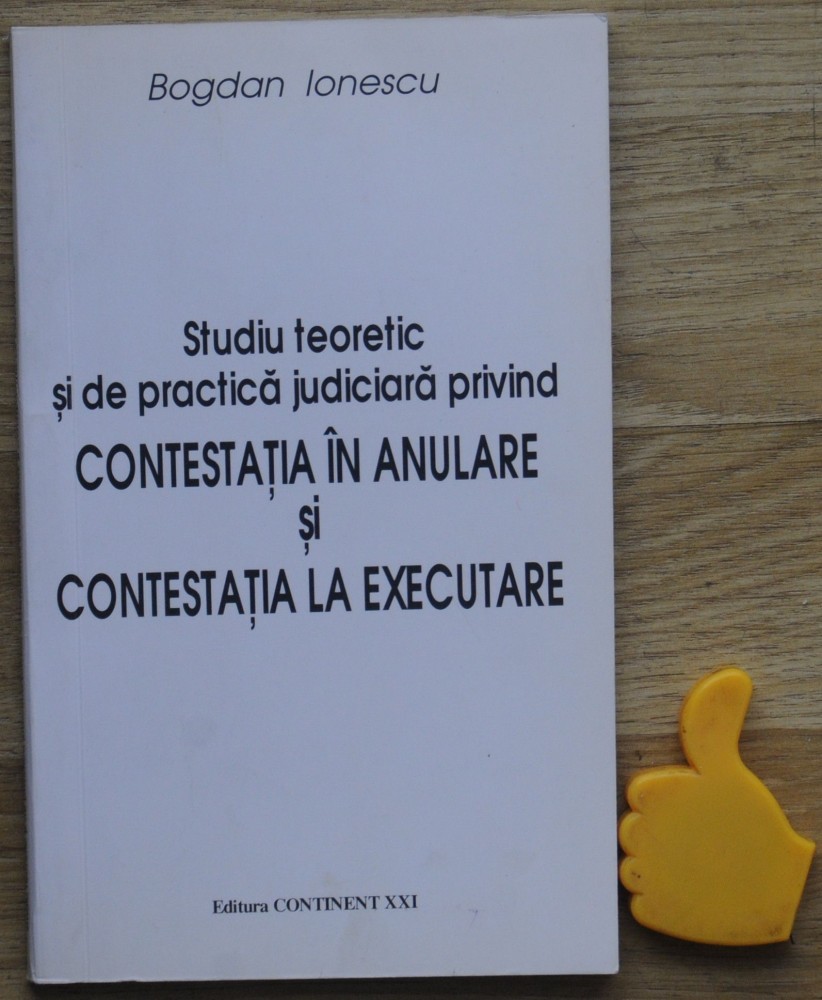 Bogdan Ionescu
Studiu teoretic
și de practică judiciară privind
CONTESTAȚIA ÎN ANULARE
și
CONTESTAȚIA LA EXECUTARE
Editura CONTINENT XXI